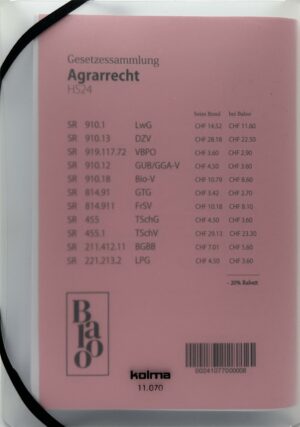 Gesetzessammlung
Agrarrecht
HS24
beim Bund bei Baloo
SR 910.1 LwG CHF 14.52 CHF 11.60
SR 910.13 DZV CHF 28.18 CHF 22.50
SR 919.117.72 VBPO CHF 3.60 CHF 2.90
SR 910.12 GUB/GGA-V CHF 4.50 CHF 3.60
SR 910.18 Bio-V CHF 10.79 CHF 8.60
SR 814.91 GTG CHF 3.42 CHF 2.70
SR 814.911 FrSV CHF 10.18 CHF 8.10
SR 455 TSchG CHF 4.50 CHF 3.60
SR 455.1 TSchV CHF 29.13 CHF 23.30
SR 211.412.11 BGBB CHF 7.01 CHF 5.60
SR 221.213.2 LPG CHF 4.50 CHF 3.60
- 20% Rabatt
Baloo
00241077000008
kolma
11.070